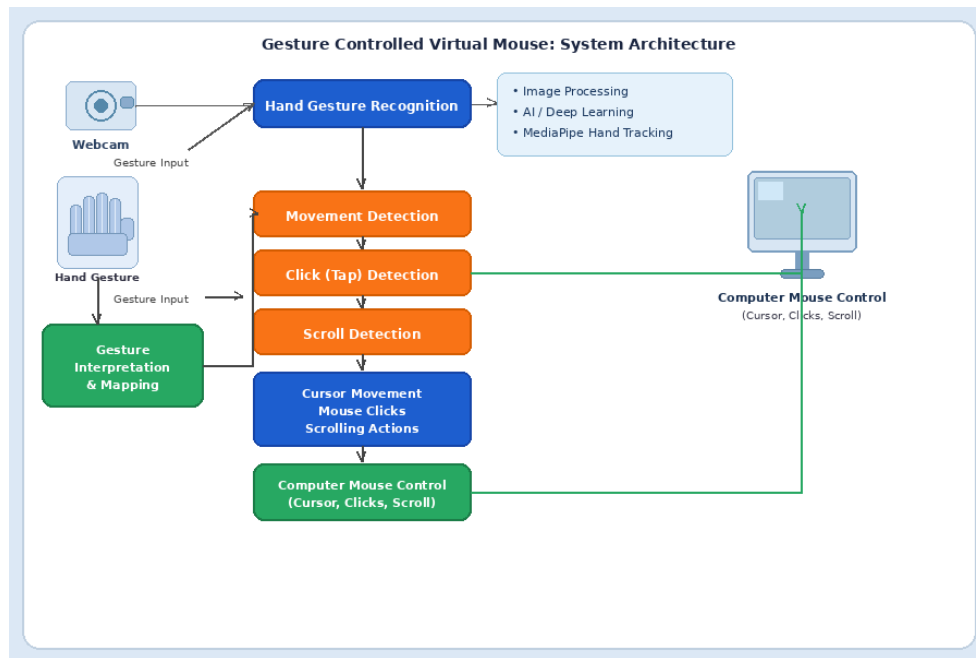 Gesture Controlled Virtual Mouse: System Architecture
Webcam
Hand Gesture Recognition
• Image Processing
• AI / Deep Learning
• MediaPipe Hand Tracking
Gesture Input
Hand Gesture
Movement Detection
Click (Tap) Detection
Gesture Input
Scroll Detection
Computer Mouse Control
(Cursor, Clicks, Scroll)
Gesture
Interpretation
& Mapping
Cursor Movement
Mouse Clicks
Scrolling Actions
Computer Mouse Control
(Cursor, Clicks, Scroll)